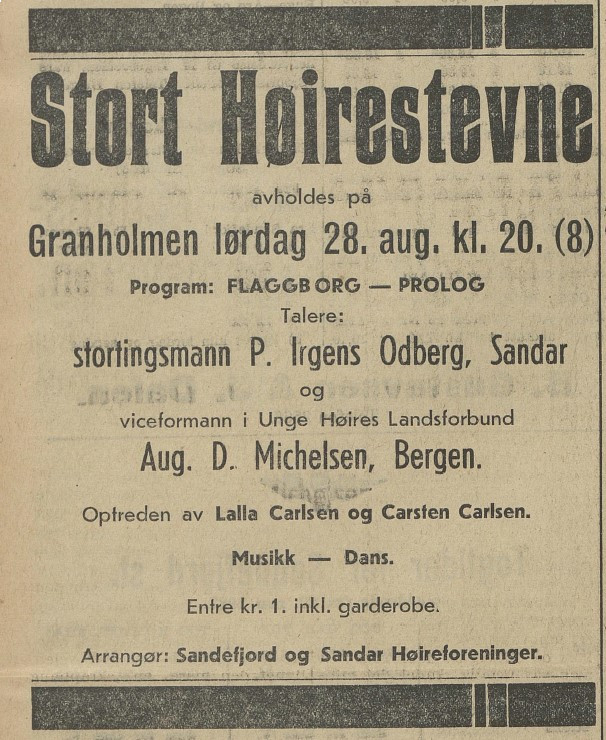 Stort Høirestevne
avholdes på
Granholmen lørdag 28. aug. kl. 20. (8)
Program: FLAGGBORG — PROLOG
Talere:
stortingsmann P. Irgens Odberg, Sandar
og
viceformann i Unge Høires Landsforbund
Aug. D. Michelsen, Bergen.
Optreden av Lalla Carlsen og Carsten Carlsen.
Musikk — Dans.
Entre kr. 1. inkl. garderobe.
Arrangør: Sandefjord og Sandar Høireforeninger.